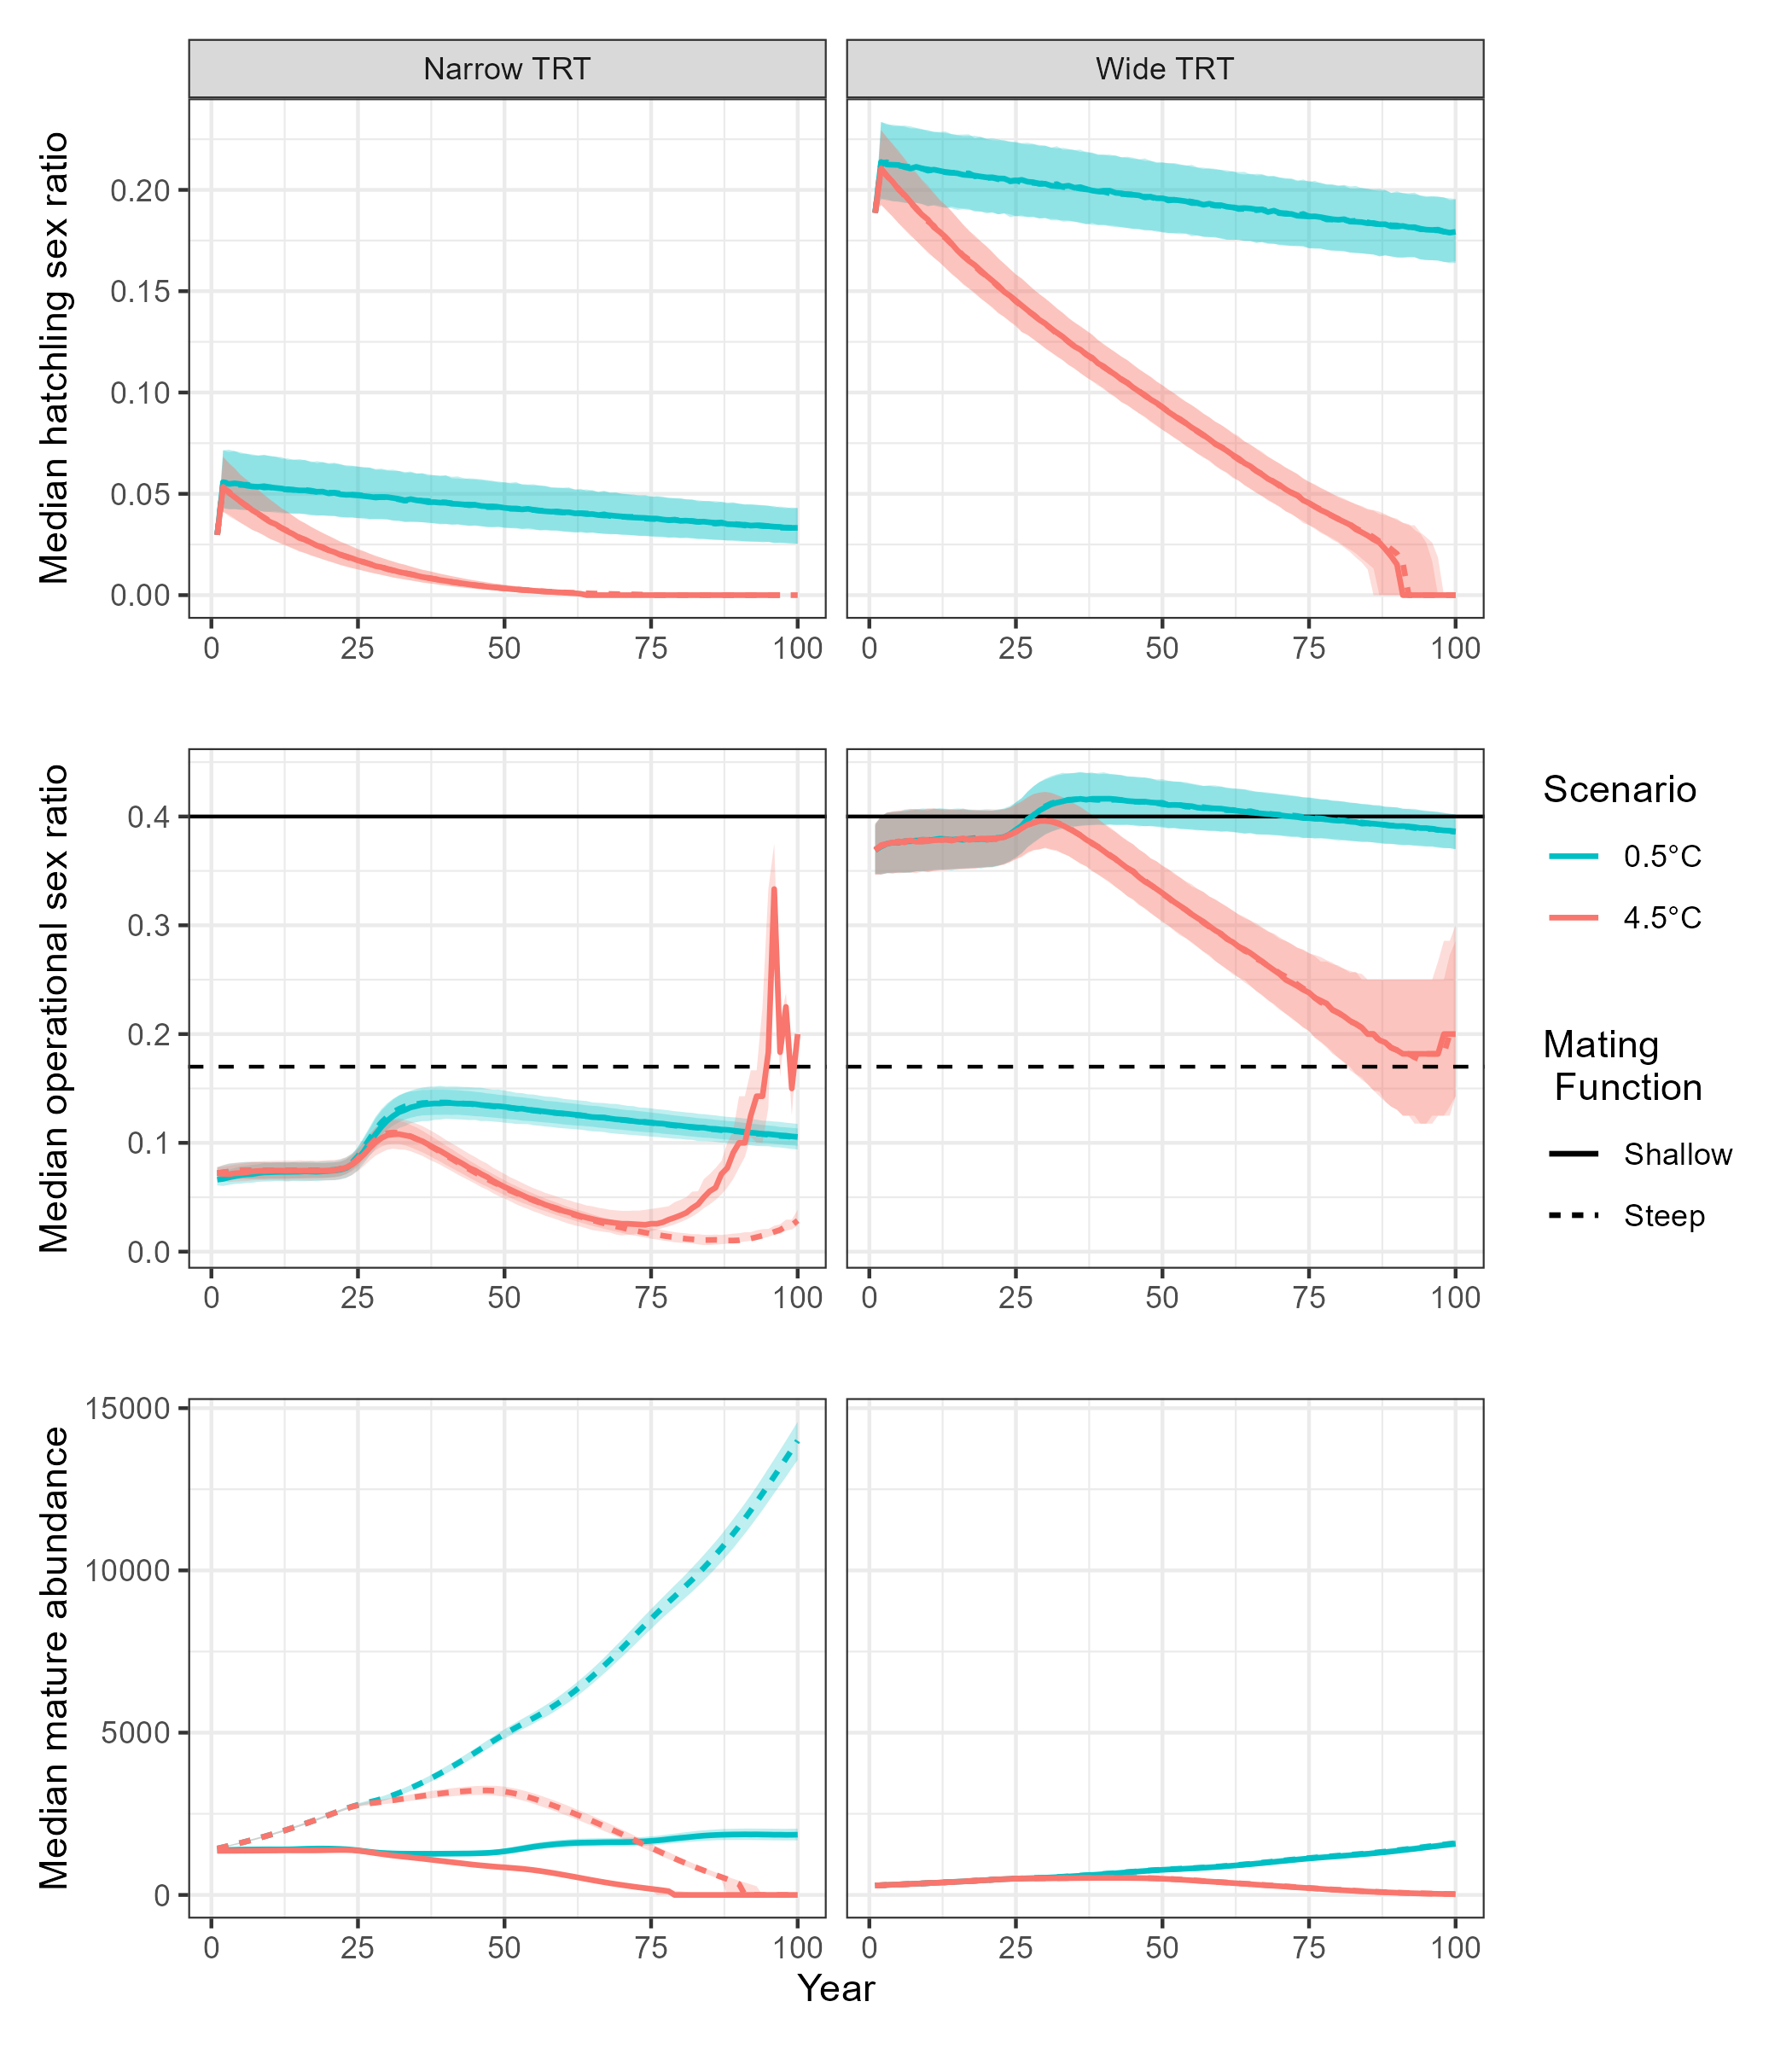 Narrow TRT
Wide TRT
Median hatchling sex ratio
0.20
0.15
0.10
0.05
0.00
0 25 50 75 100
0 25 50 75 100
Median operational sex ratio
0.4
0.3
0.2
0.1
0.0
0 25 50 75 100
0 25 50 75 100
Scenario
0.5°C
4.5°C
Mating
Function
Shallow
Steep
Median mature abundance
15000
10000
5000
0
0 25 50 75 100
0 25 50 75 100
Year